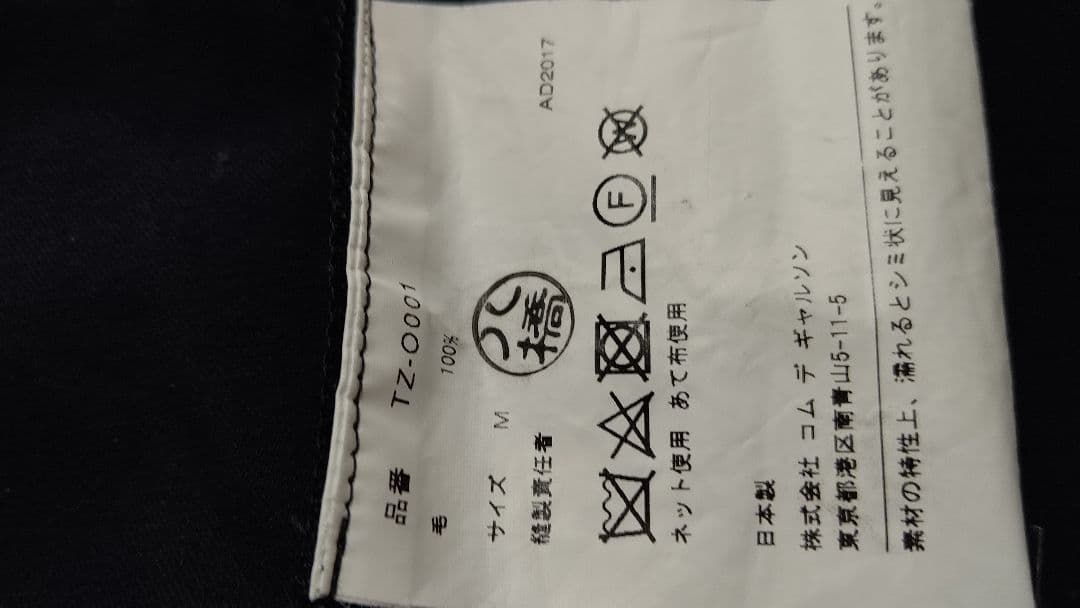 品番 TZ-O001
毛 100%
サイズ M
縫製責任者 八橋
AD2017
F
W
ネット使用 あて布使用
日本製
株式会社 コム デ ギャルソン
東京都港区南青山5-11-5
素材の特性上、濡れるとシミ状に見えることがあります。